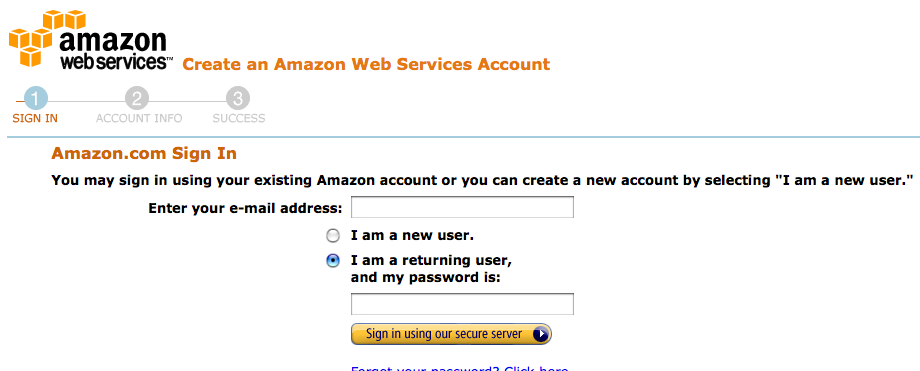 amazon
webservices™
Create an Amazon Web Services Account
1 2 3
SIGN IN ACCOUNT INFO SUCCESS
Amazon.com Sign In
You may sign in using your existing Amazon account or you can create a new account by selecting "I am a new user."
Enter your e-mail address:
I am a new user.
I am a returning user,
and my password is:
Sign in using our secure server
Forgot your password? Click here